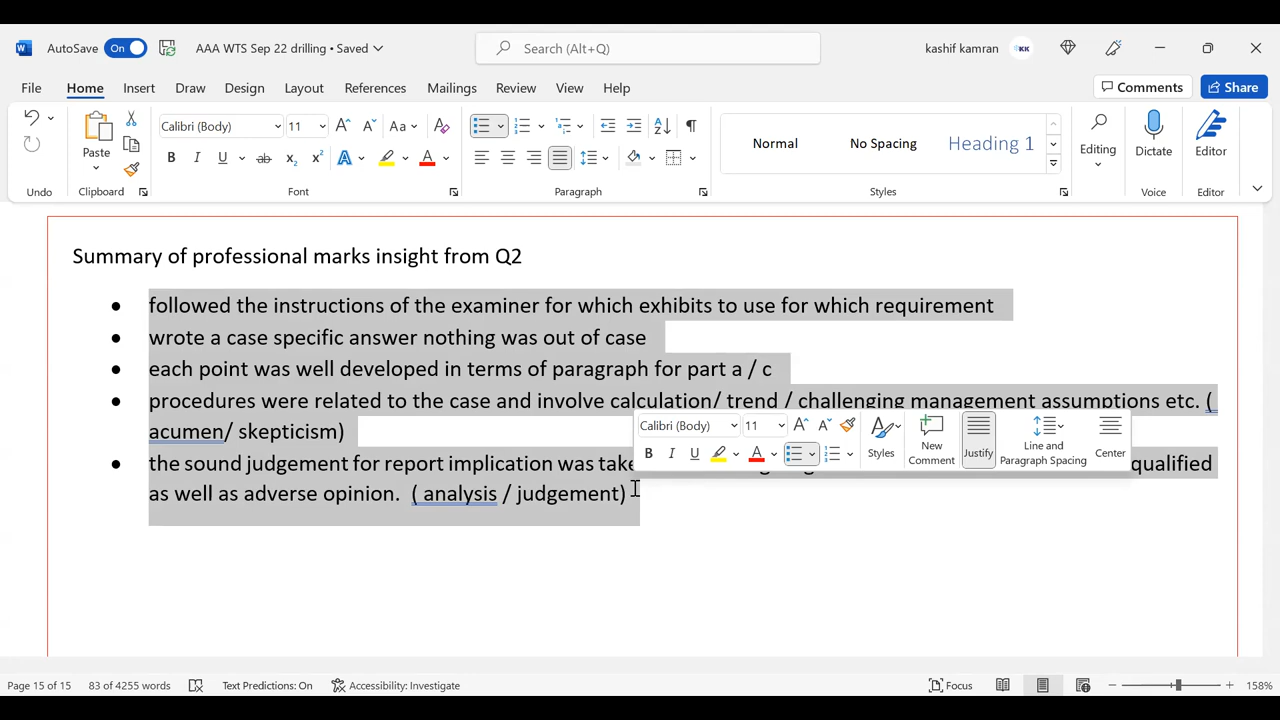 AutoSave On AAA WTS Sep 22 drilling • Saved Search (Alt+Q) kashif kamran KK
File Home Insert Draw Design Layout References Mailings Review View Help Comments Share
Calibri (Body) 11 Aa
Paste Normal No Spacing Heading 1 Editing Dictate Editor
Undo Clipboard Font Paragraph Styles Voice Editor
Summary of professional marks insight from Q2
• followed the instructions of the examiner for which exhibits to use for which requirement
• wrote a case specific answer nothing was out of case
• each point was well developed in terms of paragraph for part a / c
• procedures were related to the case and involve calculation/ trend / challenging management assumptions etc. (
acumen/ skepticism)
Calibri (Body) 11 Styles New Comment Justify Line and Paragraph Spacing Center
• the sound judgement for report implication was qualified
as well as adverse opinion. ( analysis / judgement)
Page 15 of 15 83 of 4255 words Text Predictions: On Accessibility: Investigate Focus 158%